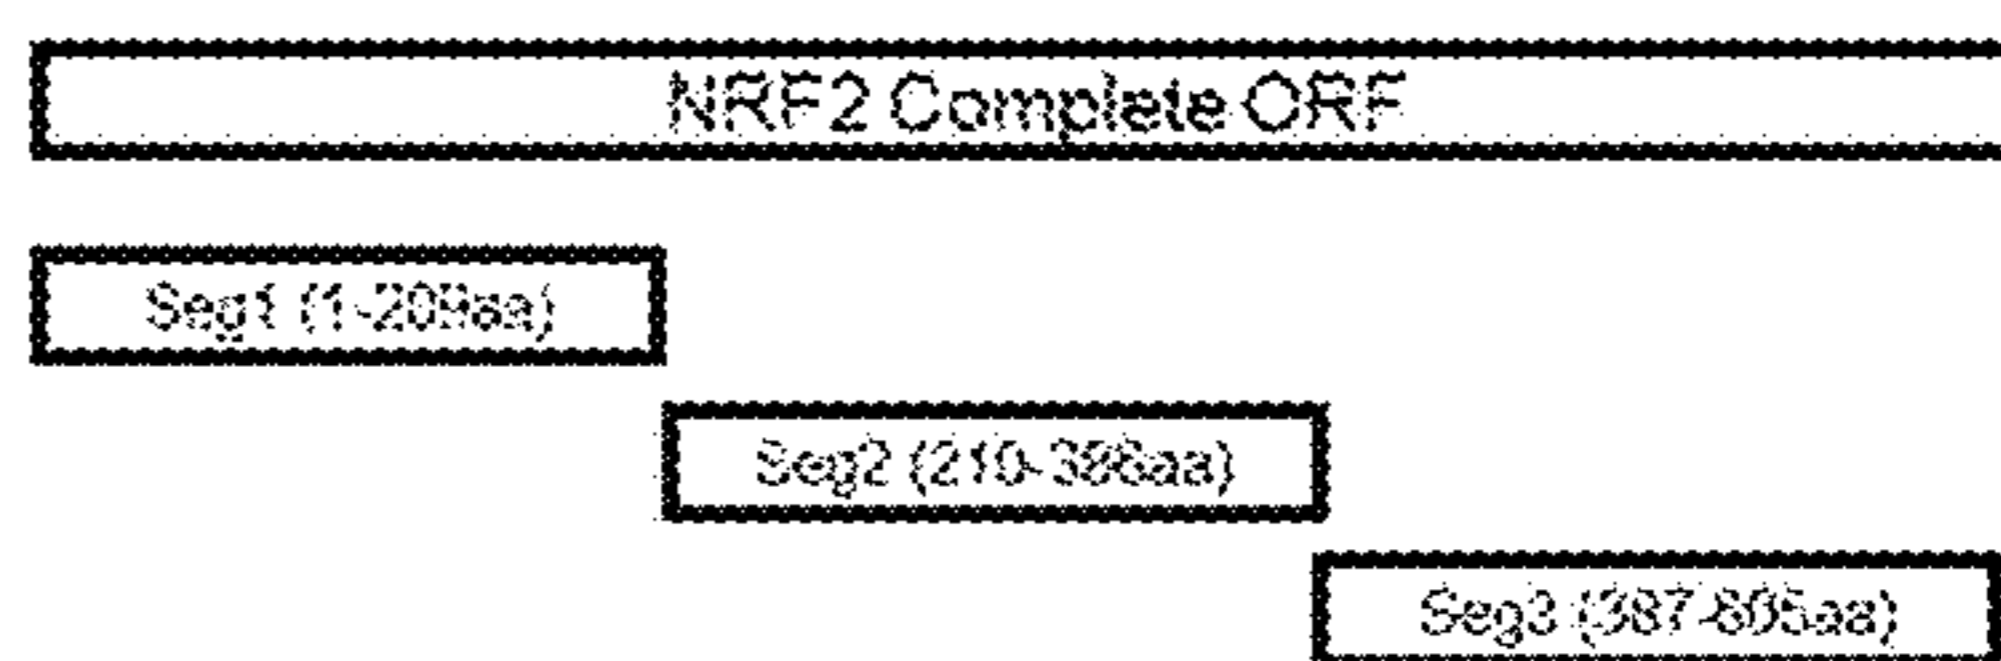 NRF2 Complete ORF
Seg1 (1-209aa)
Seg2 (210-386aa)
Seg3 (387-605aa)